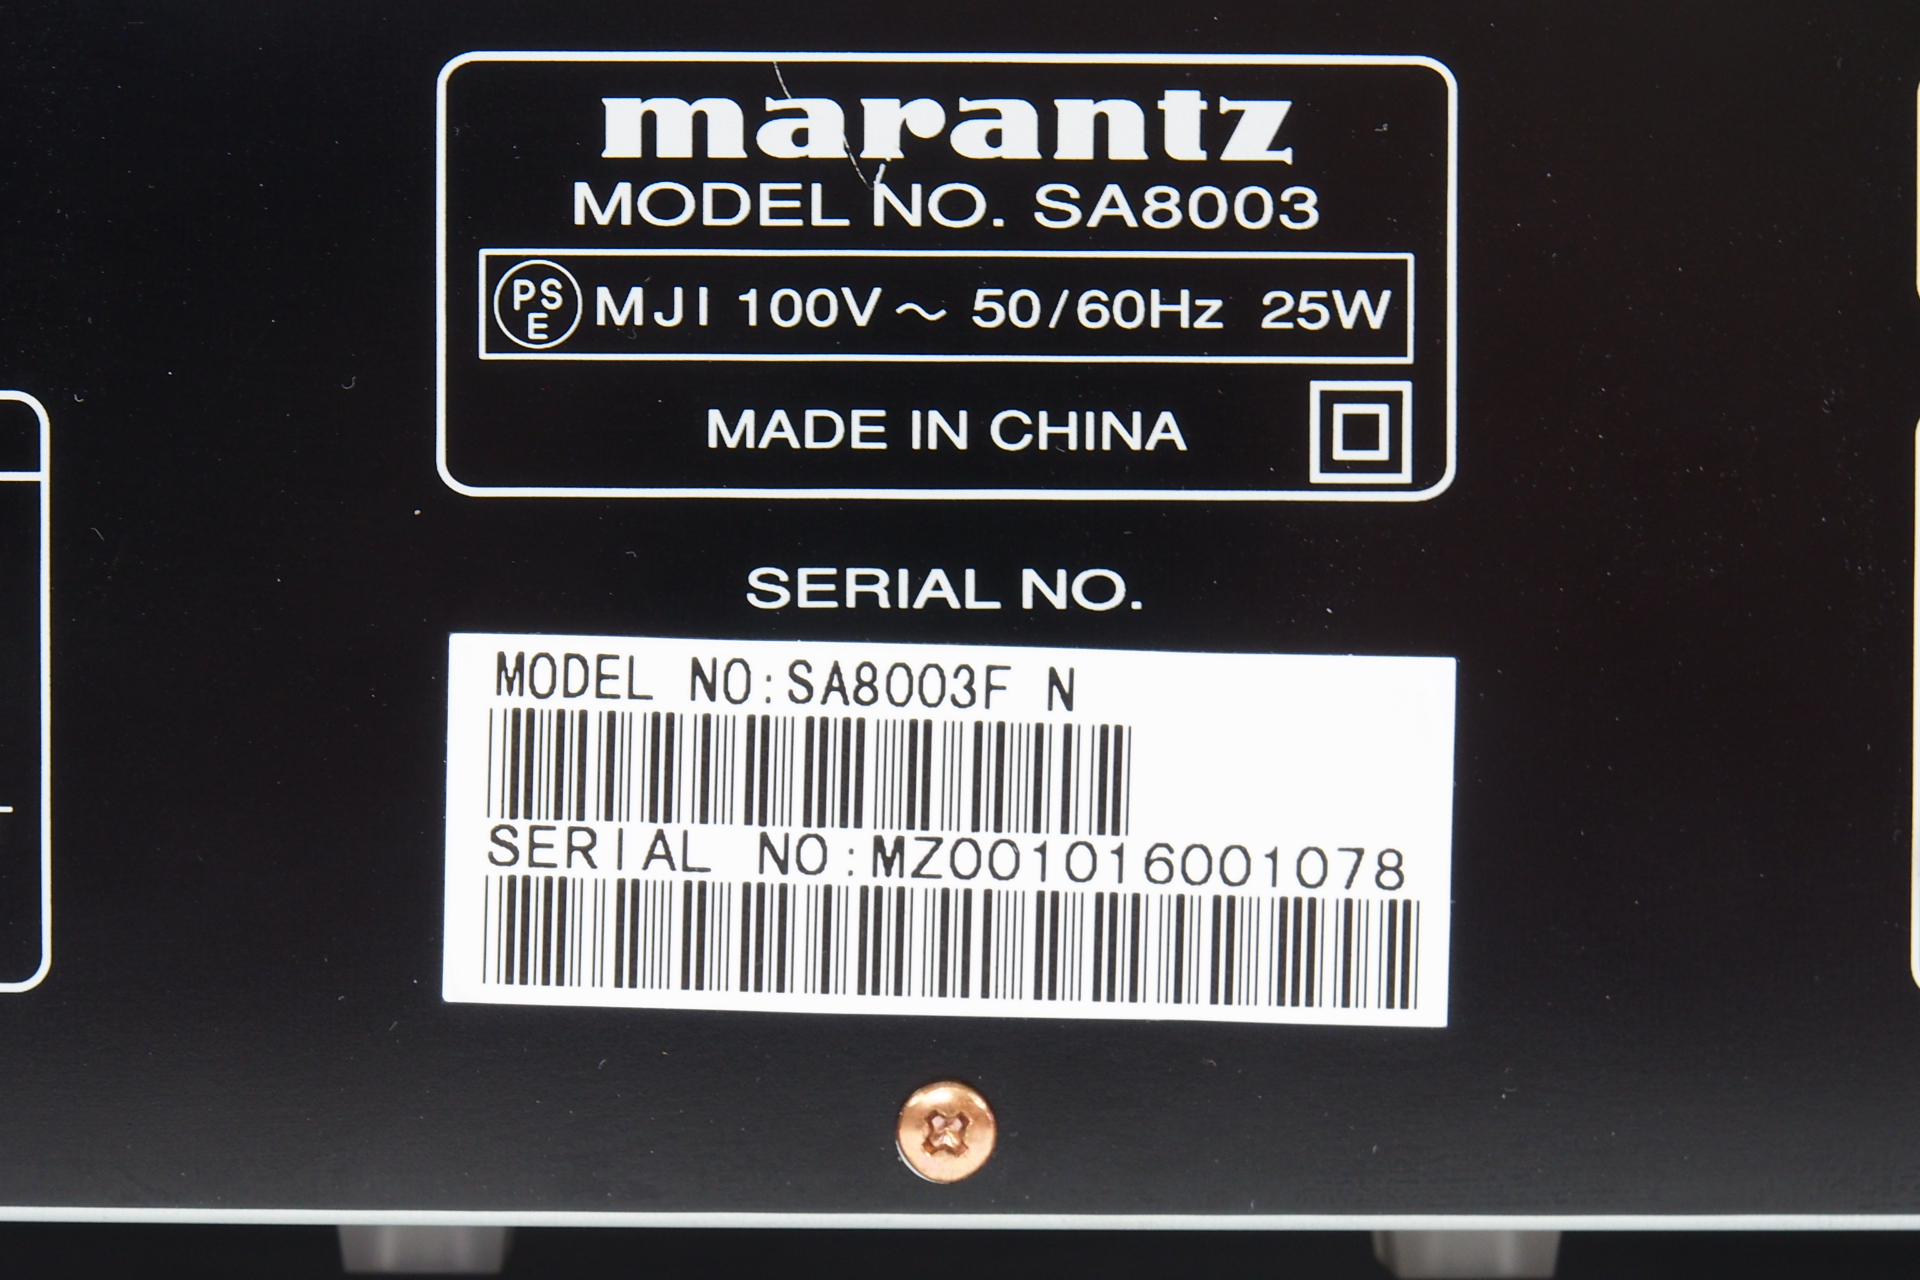 marantz
MODEL NO. SA8003
PSE MJI 100V ~ 50/60Hz 25W
MADE IN CHINA
SERIAL NO.
MODEL NO:SA8003F N
SERIAL NO:MZ001016001078